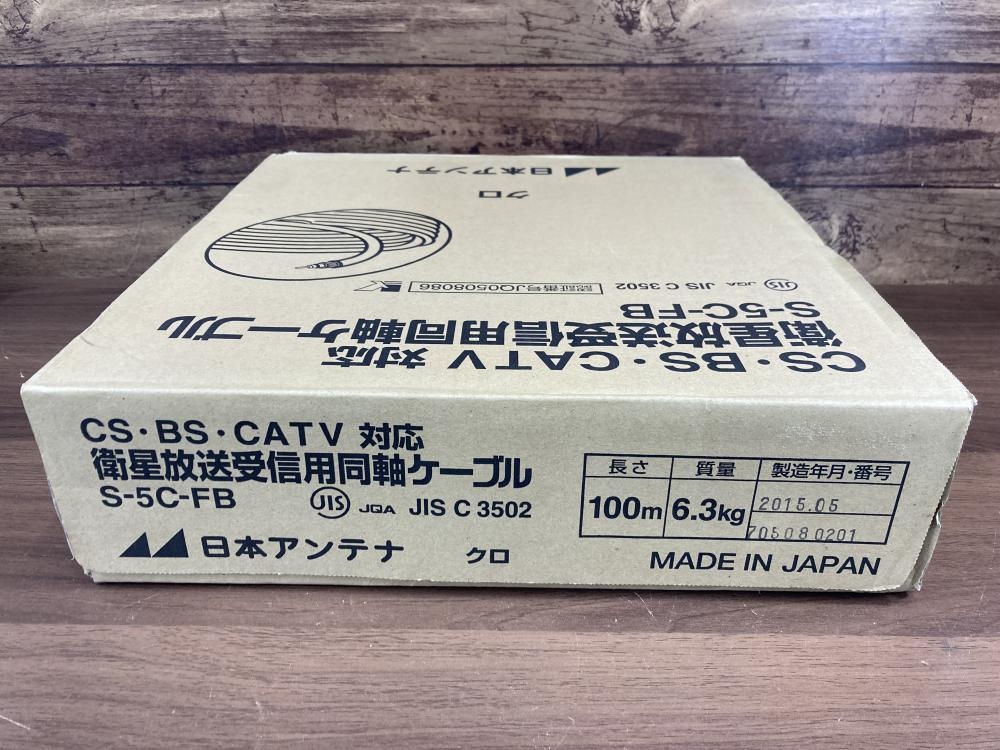 日本アンテナ
クロ
JIS JQA JIS C 3502
認証番号JQ0508086
S-5C-FB
衛星放送受信用同軸ケーブル
CS・BS・CATV 対応
CS・BS・CATV 対応
衛星放送受信用同軸ケーブル
S-5C-FB JIS JQA JIS C 3502
日本アンテナ クロ
長さ 質量 製造年月・番号
100m 6.3kg 2015.05
705080201
MADE IN JAPAN